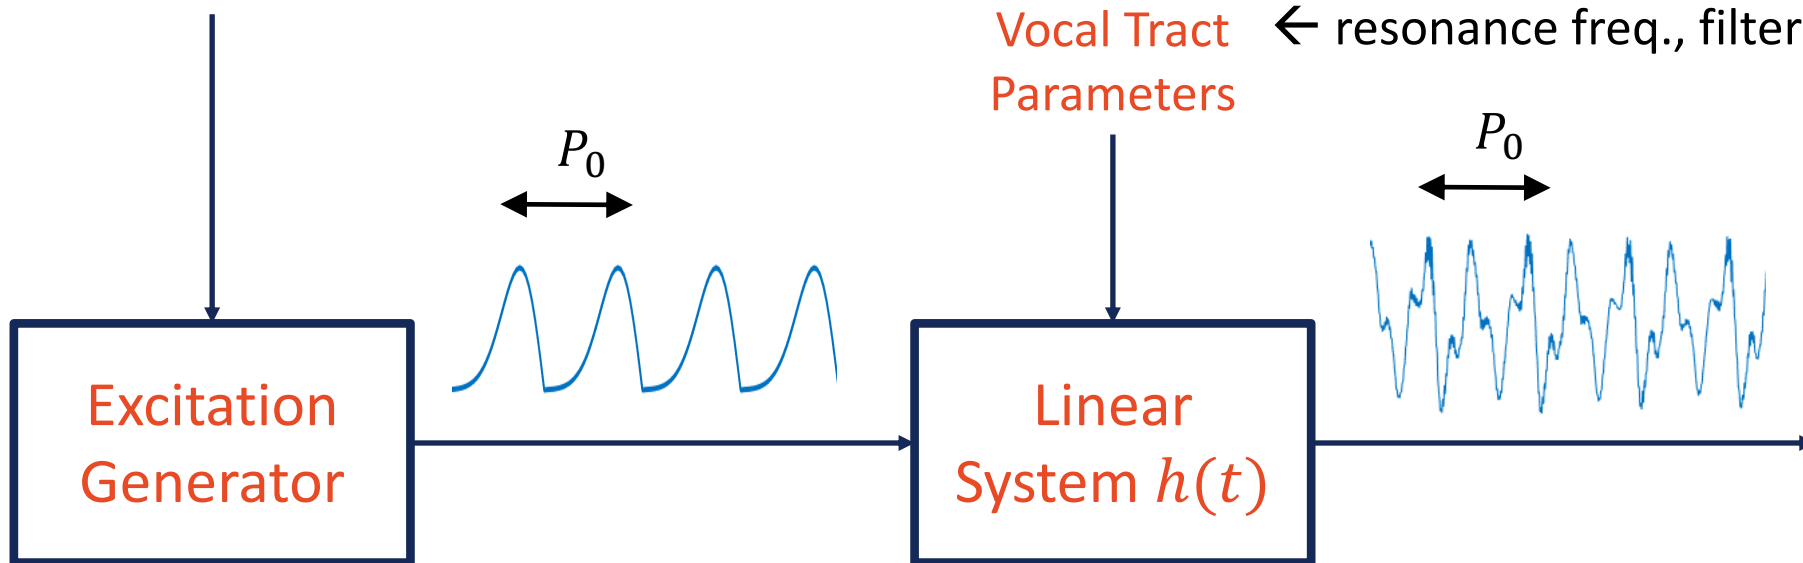 Vocal Tract ← resonance freq., filter
Parameters
P₀
P₀
Excitation
Generator
Linear
System h(t)